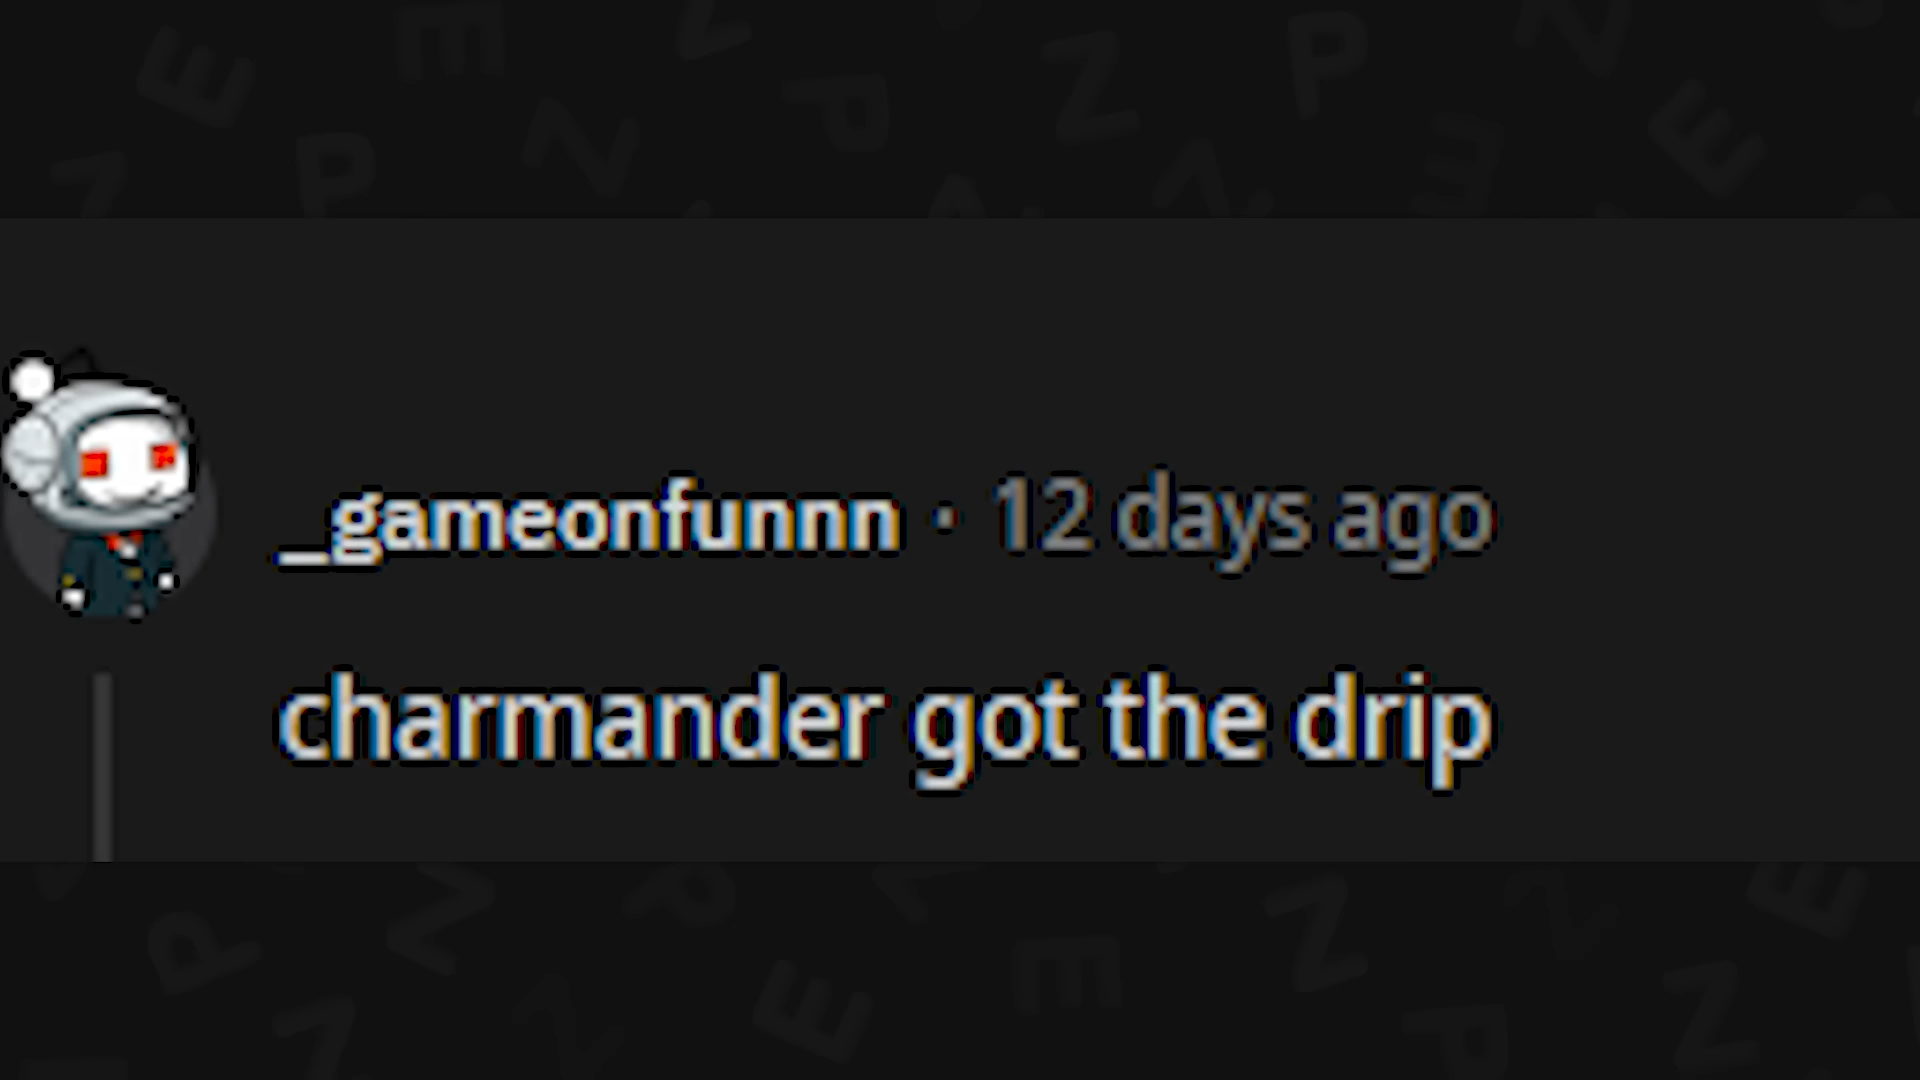 _gameonfunnn · 12 days ago
charmander got the drip